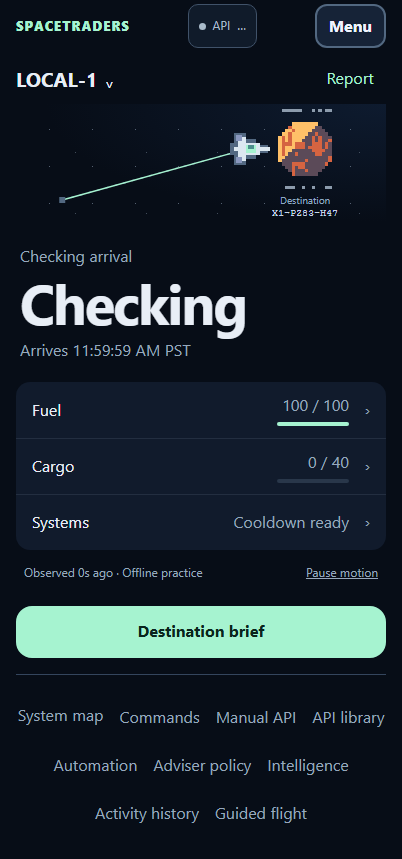 SPACETRADERS
API ...
Menu
LOCAL-1 v
Report
Destination
X1-PZ83-H47
Checking arrival
Checking
Arrives 11:59:59 AM PST
Fuel 100 / 100 ›
Cargo 0 / 40 ›
Systems Cooldown ready ›
Observed 0s ago · Offline practice Pause motion
Destination brief
System map Commands Manual API API library
Automation Adviser policy Intelligence
Activity history Guided flight